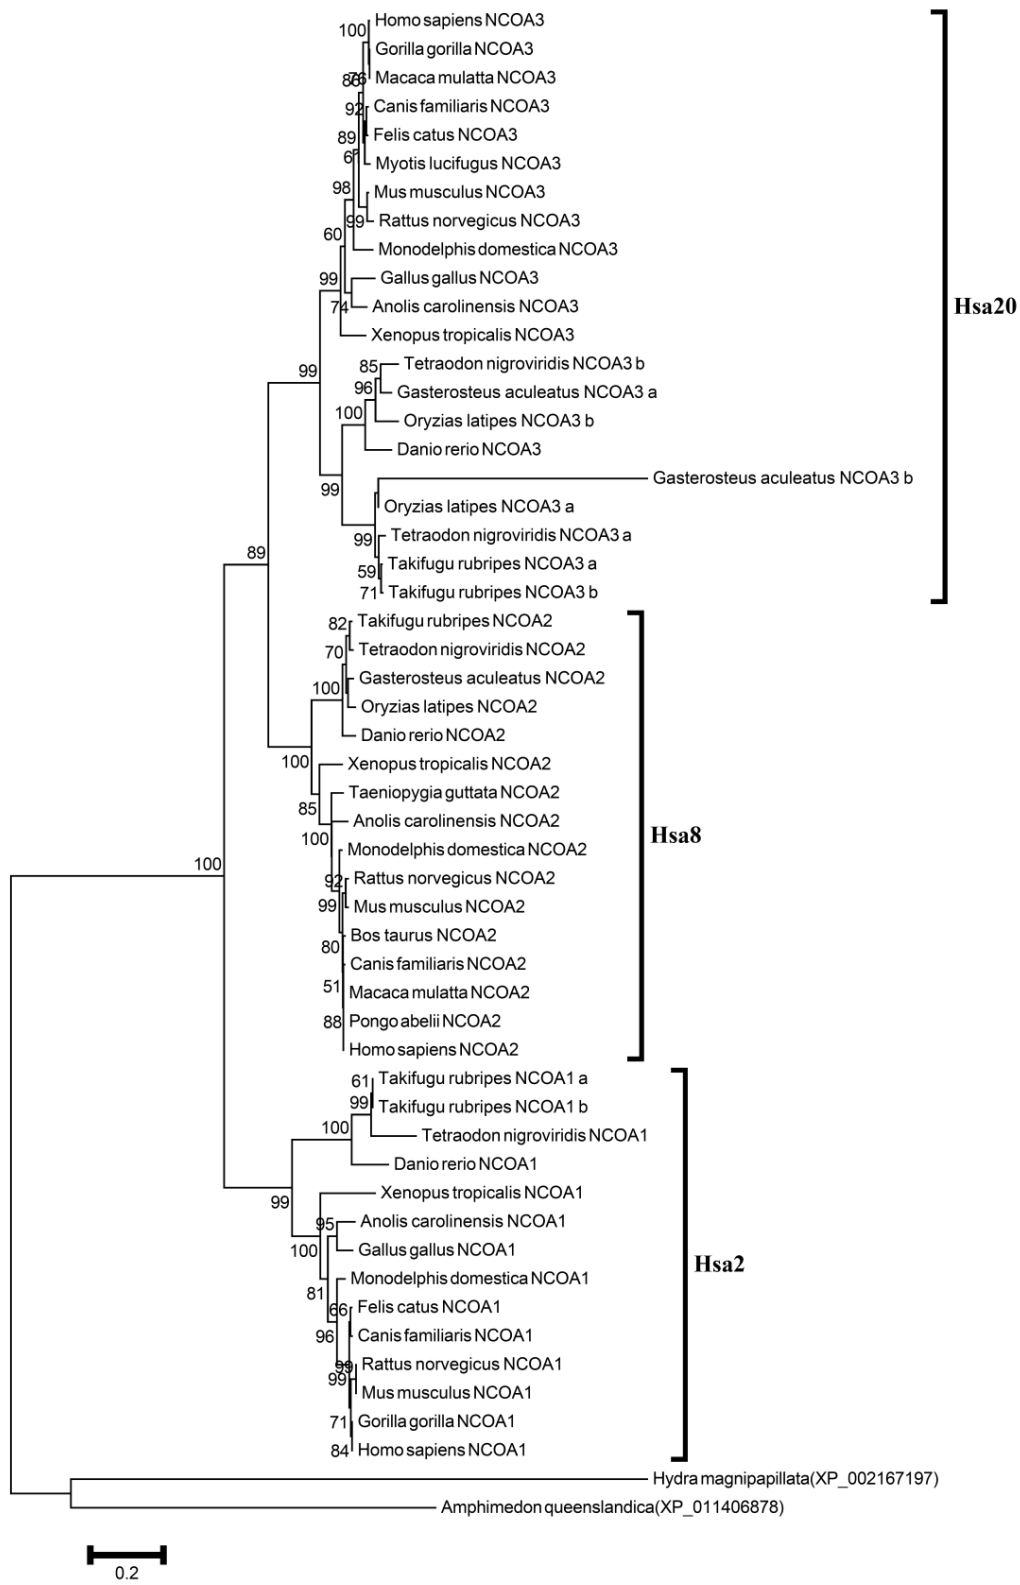 Homo sapiens NCOA3
100
Gorilla gorilla NCOA3
76
86
Macaca mulatta NCOA3
92
Canis familiaris NCOA3
89
Felis catus NCOA3
Myotis lucifugus NCOA3
98
Mus musculus NCOA3
99
Rattus norvegicus NCOA3
60
Monodelphis domestica NCOA3
99
Gallus gallus NCOA3
74
Anolis carolinensis NCOA3
Hsa20
Xenopus tropicalis NCOA3
99
85
Tetraodon nigroviridis NCOA3 b
96
Gasterosteus aculeatus NCOA3 a
100
Oryzias latipes NCOA3 b
Danio rerio NCOA3
99
Gasterosteus aculeatus NCOA3 b
Oryzias latipes NCOA3 a
99
Tetraodon nigroviridis NCOA3 a
89
59
Takifugu rubripes NCOA3 a
71
Takifugu rubripes NCOA3 b
82
Takifugu rubripes NCOA2
70
Tetraodon nigroviridis NCOA2
100
Gasterosteus aculeatus NCOA2
Oryzias latipes NCOA2
Danio rerio NCOA2
100
Xenopus tropicalis NCOA2
85
Taeniopygia guttata NCOA2
100
Anolis carolinensis NCOA2
Hsa8
Monodelphis domestica NCOA2
100
92
Rattus norvegicus NCOA2
99
Mus musculus NCOA2
80
Bos taurus NCOA2
Canis familiaris NCOA2
51
Macaca mulatta NCOA2
88
Pongo abelii NCOA2
Homo sapiens NCOA2
61
Takifugu rubripes NCOA1 a
99
Takifugu rubripes NCOA1 b
100
Tetraodon nigroviridis NCOA1
Danio rerio NCOA1
99
Xenopus tropicalis NCOA1
95
Anolis carolinensis NCOA1
100
Gallus gallus NCOA1
Hsa2
81
Monodelphis domestica NCOA1
66
Felis catus NCOA1
96
Canis familiaris NCOA1
99
Rattus norvegicus NCOA1
99
Mus musculus NCOA1
71
Gorilla gorilla NCOA1
84
Homo sapiens NCOA1
Hydra magnipapillata(XP_002167197)
Amphimedon queenslandica(XP_011406878)
0.2